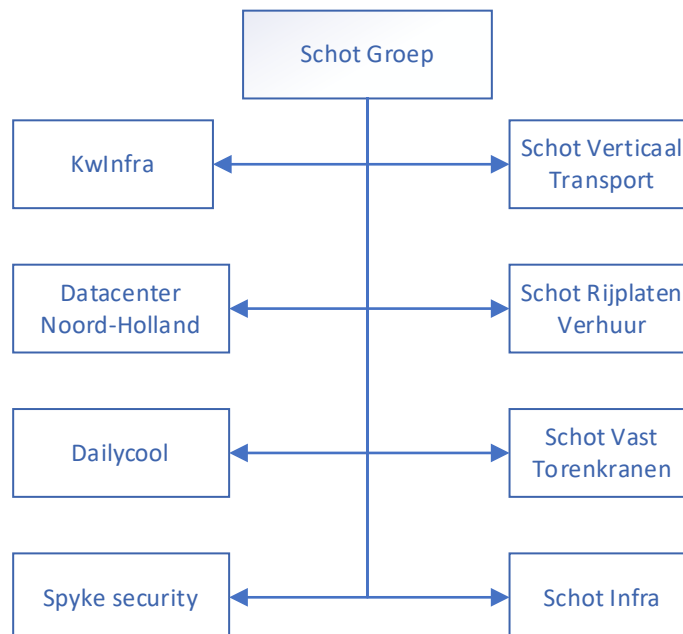 Schot Groep
KwInfra
Schot Verticaal
Transport
Datacenter
Noord-Holland
Schot Rijplaten
Verhuur
Dailycool
Schot Vast
Torenkranen
Spyke security
Schot Infra